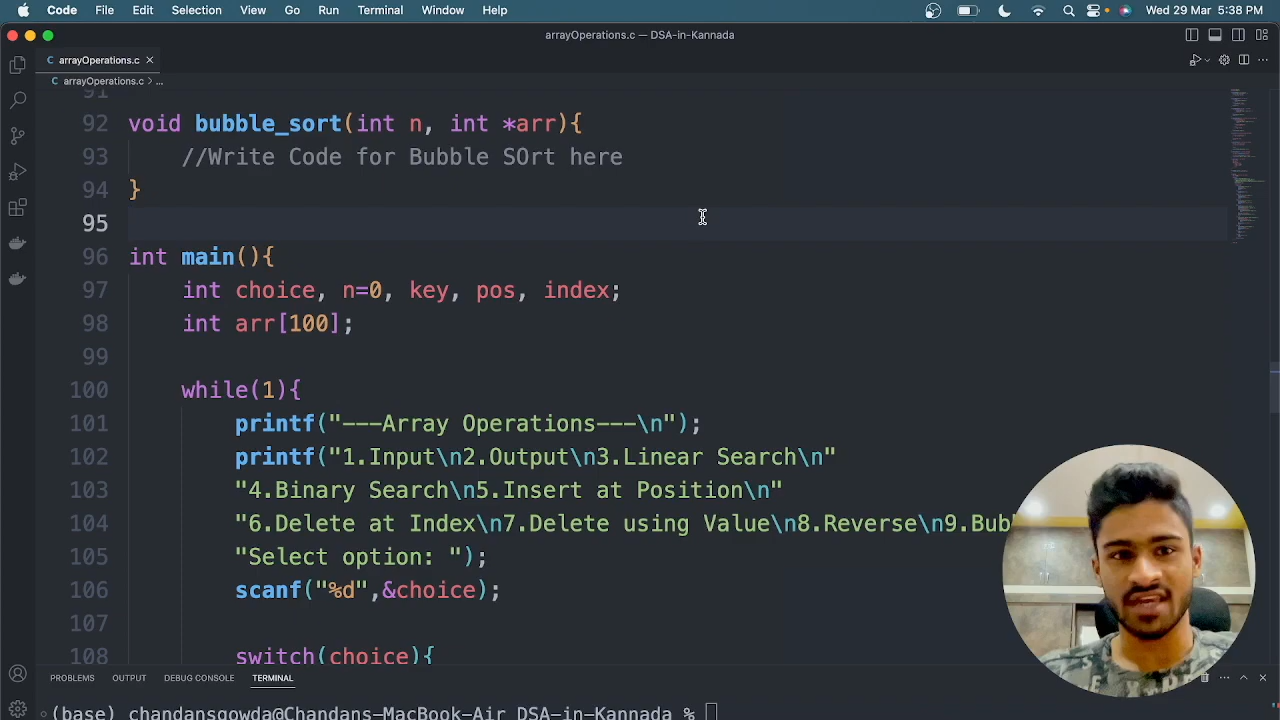 Code File Edit Selection View Go Run Terminal Window Help Wed 29 Mar 5:38 PM
arrayOperations.c — DSA-in-Kannada
C arrayOperations.c
C arrayOperations.c > ...
91
92 void bubble_sort(int n, int *arr){
93 //Write Code for Bubble SOrt here
94 }
95
96 int main(){
97 int choice, n=0, key, pos, index;
98 int arr[100];
99
100 while(1){
101 printf("---Array Operations---\n");
102 printf("1.Input\n2.Output\n3.Linear Search\n"
103 "4.Binary Search\n5.Insert at Position\n"
104 "6.Delete at Index\n7.Delete using Value\n8.Reverse\n9.Bub
105 "Select option: ");
106 scanf("%d",&choice);
107
108 switch(choice){
PROBLEMS OUTPUT DEBUG CONSOLE TERMINAL
(base) chandansgowda@Chandans-MacBook-Air DSA-in-Kannada %